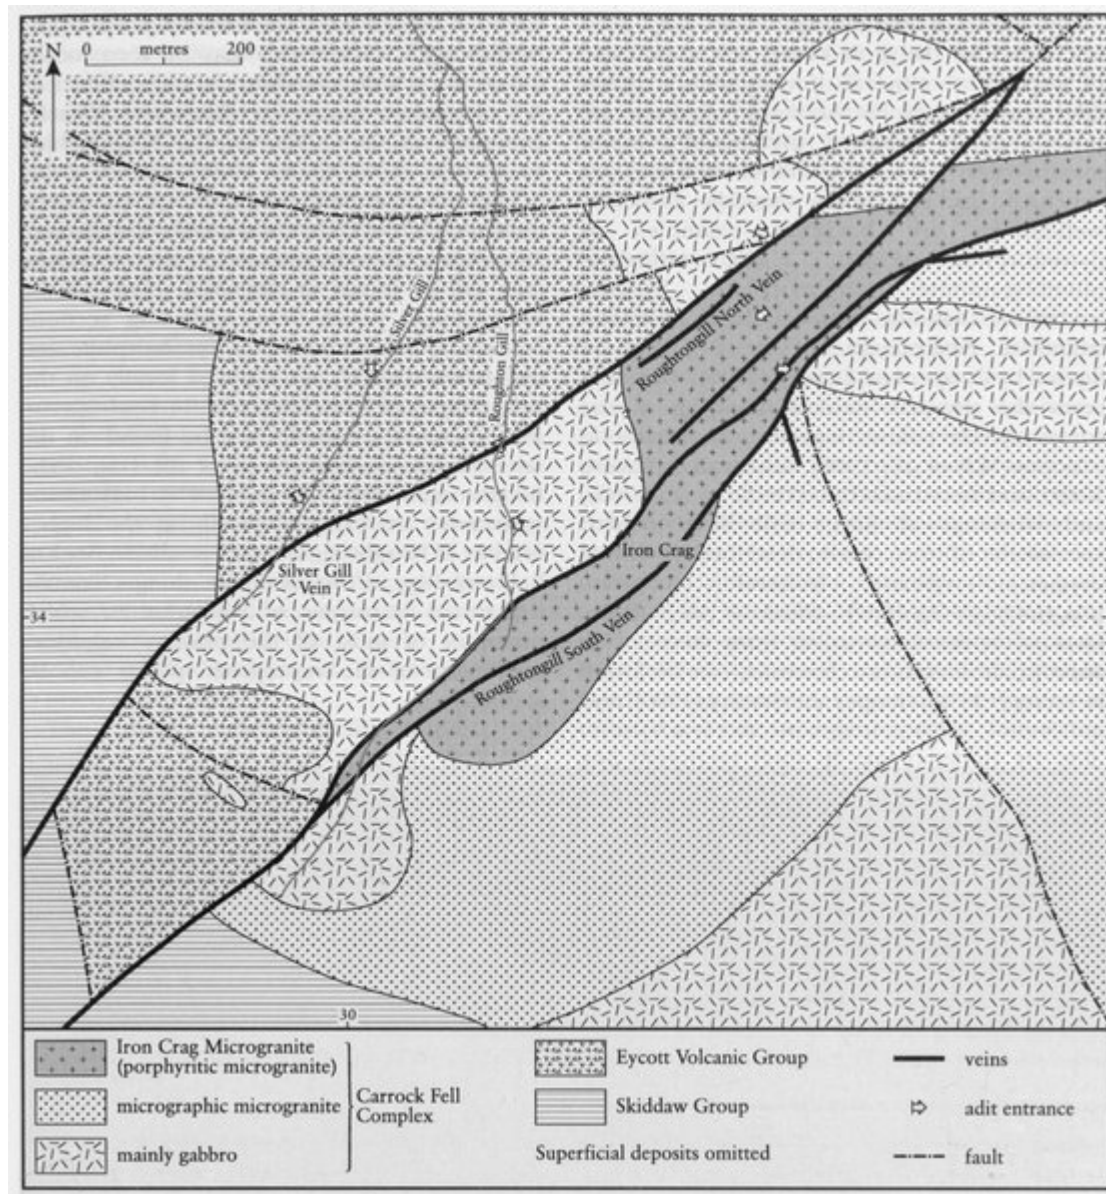 N
0 metres 200
Silver Gill
Roughton Gill
Roughtongill North Vein
Iron Crag
Silver Gill
Vein
34
Roughtongill South Vein
30
Iron Crag Microgranite
(porphyritic microgranite)
micrographic microgranite
mainly gabbro
Carrock Fell
Complex
Eycott Volcanic Group
Skiddaw Group
Superficial deposits omitted
veins
adit entrance
fault